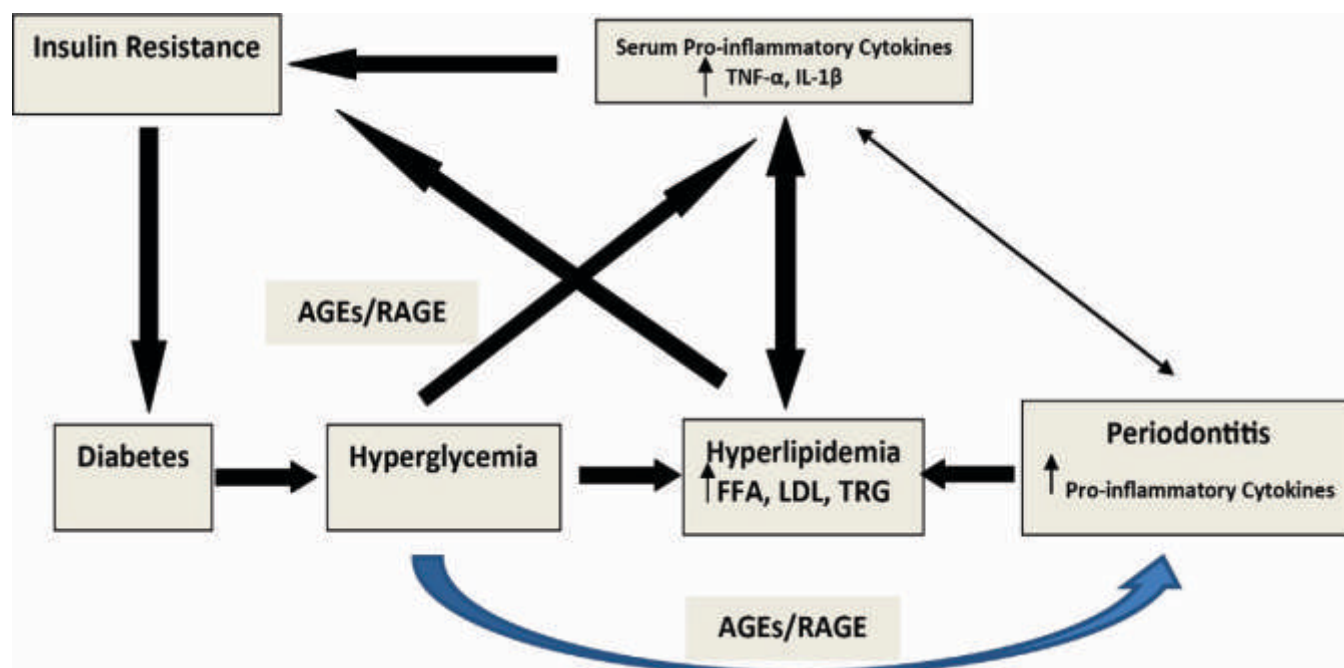 Insulin Resistance
Serum Pro-inflammatory Cytokines
TNF-α, IL-1β
AGEs/RAGE
Diabetes
Hyperglycemia
Hyperlipidemia
FFA, LDL, TRG
Periodontitis
Pro-inflammatory Cytokines
AGEs/RAGE